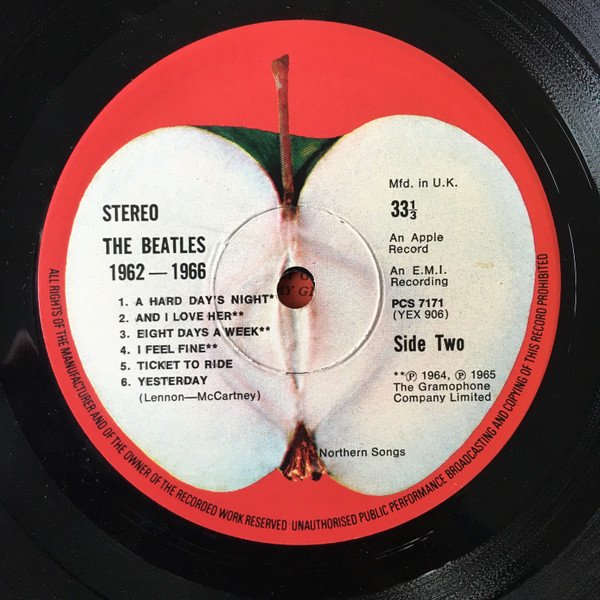 STEREO
THE BEATLES
1962 — 1966
1. A HARD DAY'S NIGHT*
2. AND I LOVE HER**
3. EIGHT DAYS A WEEK**
4. I FEEL FINE**
5. TICKET TO RIDE
6. YESTERDAY
(Lennon—McCartney)
Mfd. in U.K.
33⅓
An Apple
Record
An E.M.I.
Recording
PCS 7171
(YEX 906)
Side Two
**Ⓟ 1964, Ⓟ 1965
The Gramophone
Company Limited
Northern Songs
ALL RIGHTS OF THE MANUFACTURER AND OF THE OWNER OF THE RECORDED WORK RESERVED · UNAUTHORISED PUBLIC PERFORMANCE BROADCASTING AND COPYING OF THIS RECORD PROHIBITED